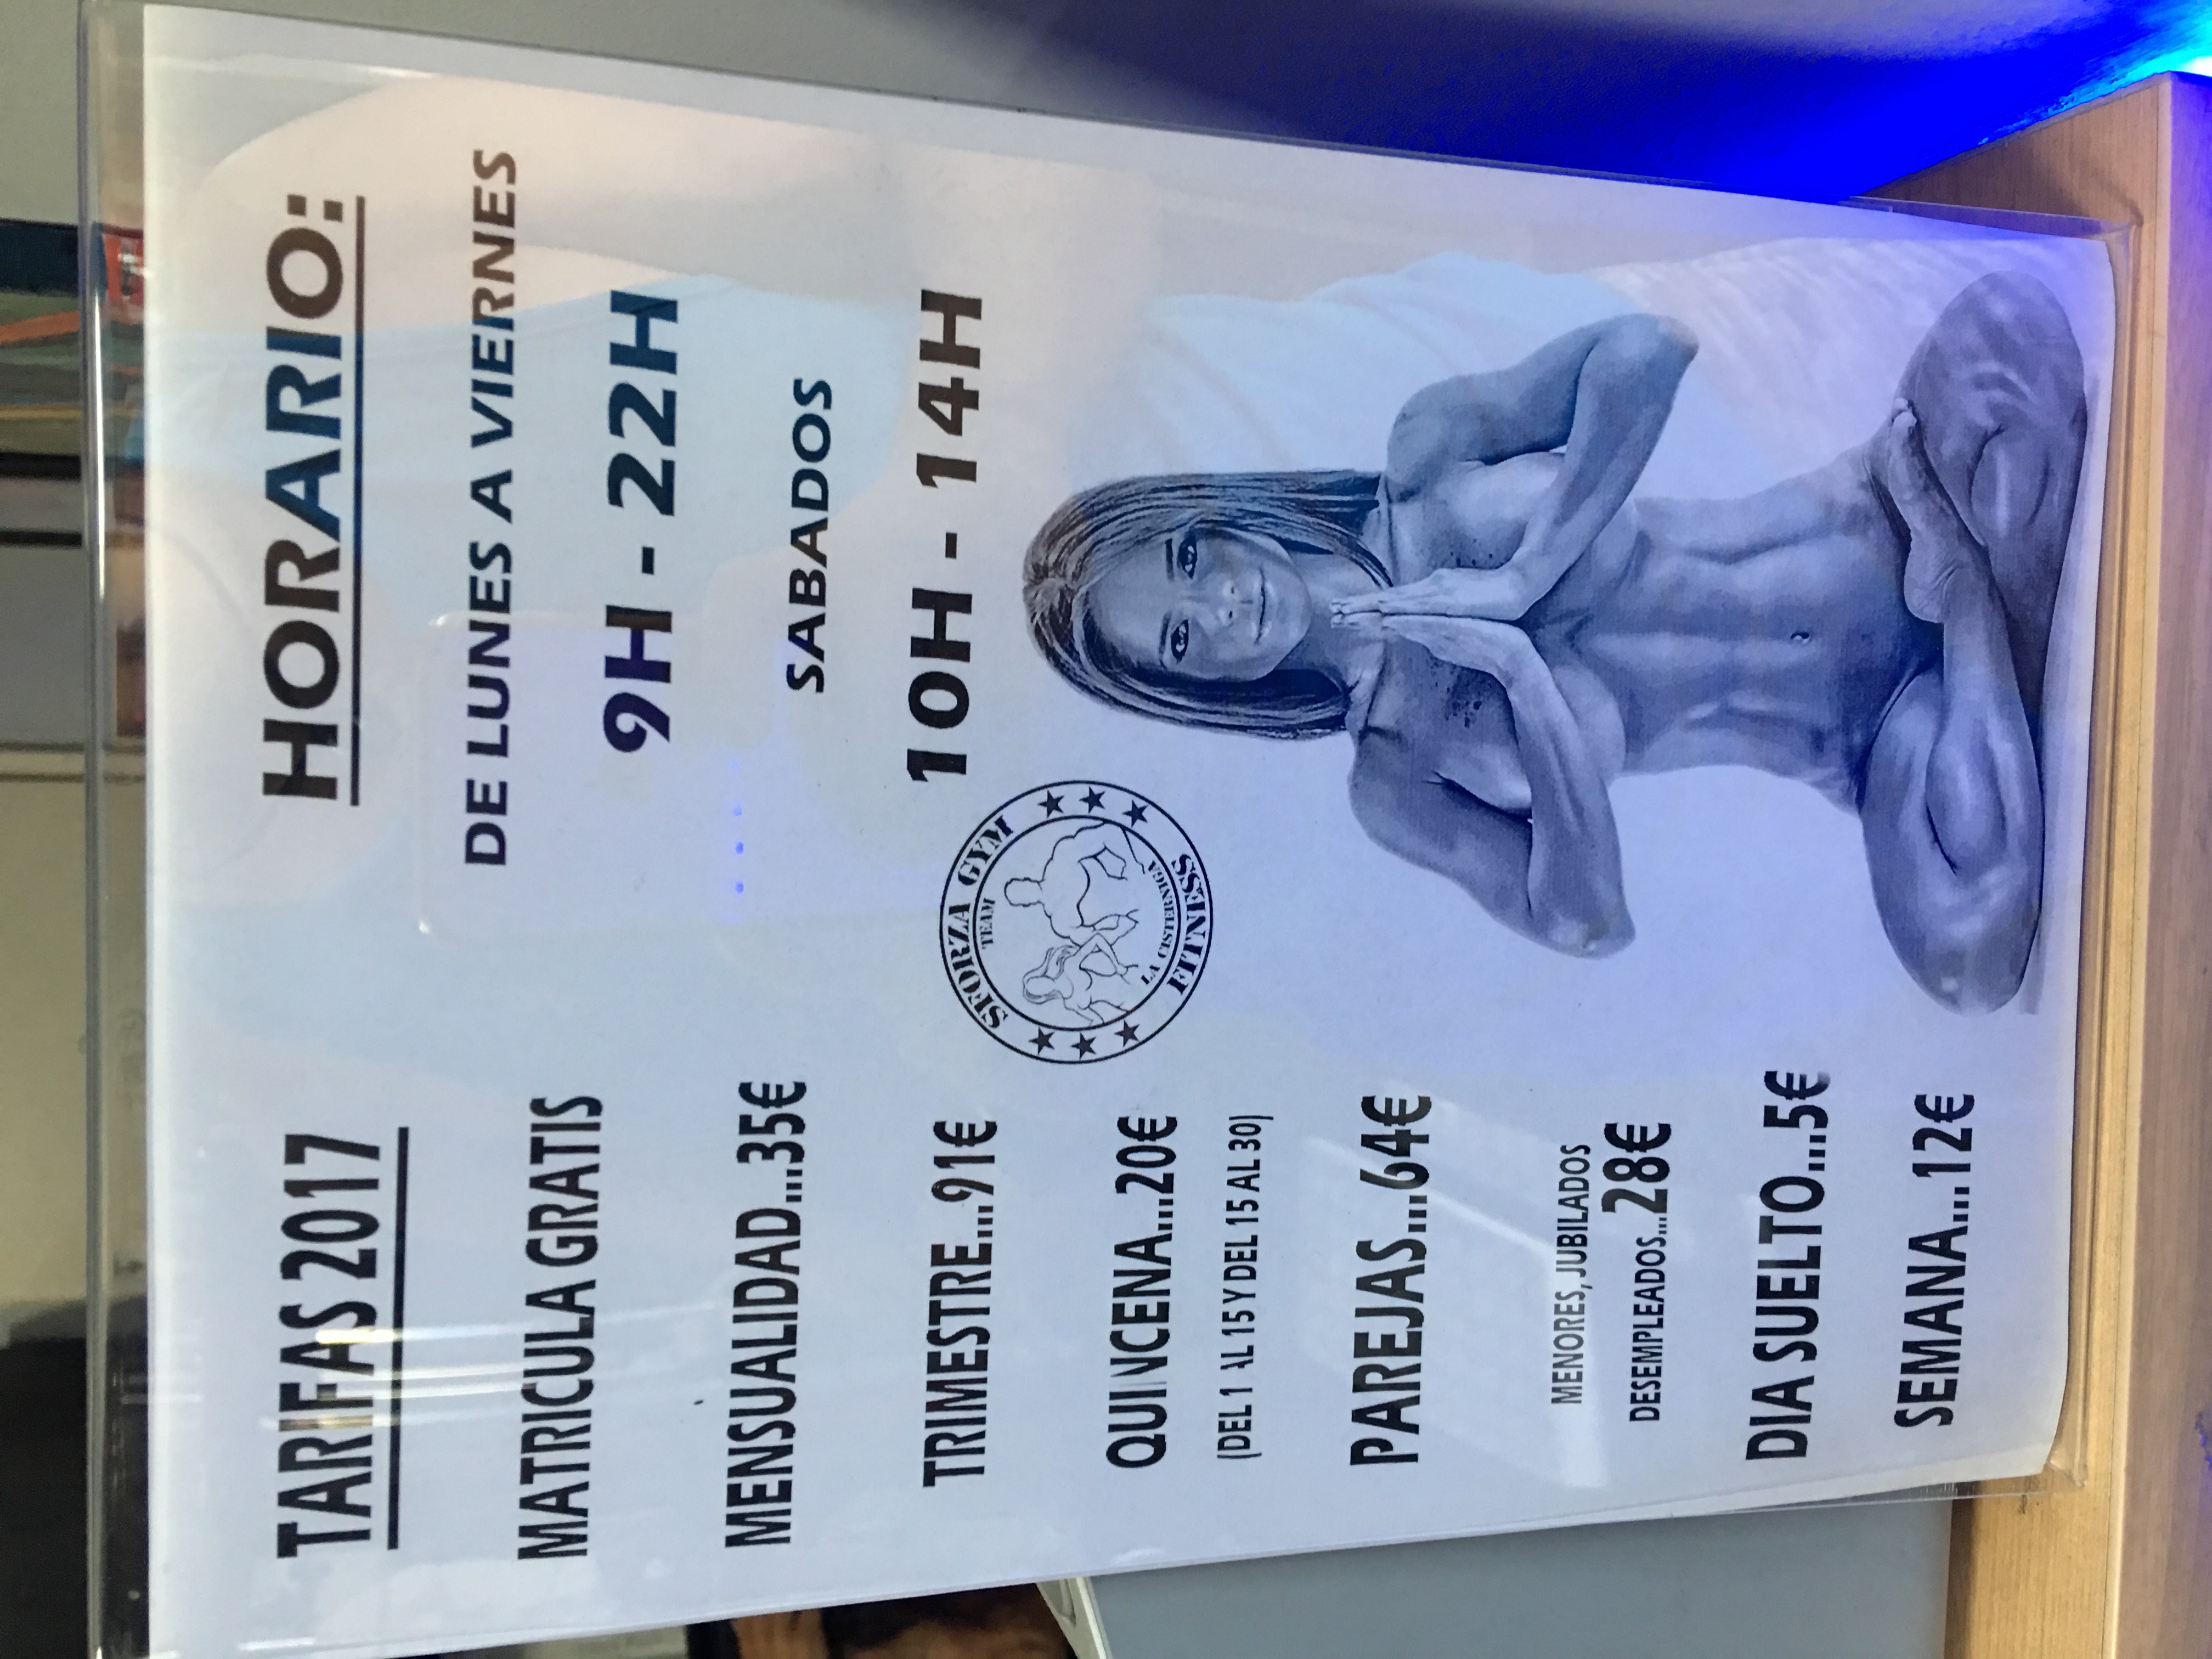 TARIFAS 2017
MATRICULA GRATIS
MENSUALIDAD...35€
TRIMESTRE...91€
QUINCENA...20€
(DEL 1 AL 15 Y DEL 15 AL 30)
PAREJAS...64€
MENORES, JUBILADOS
DESEMPLEADOS...28€
DIA SUELTO...5€
SEMANA...12€
HORARIO:
DE LUNES A VIERNES
9H - 22H
SABADOS
10H - 14H
SFORZA GYM
TEAM
LA CISTERNIGA
FITNESS